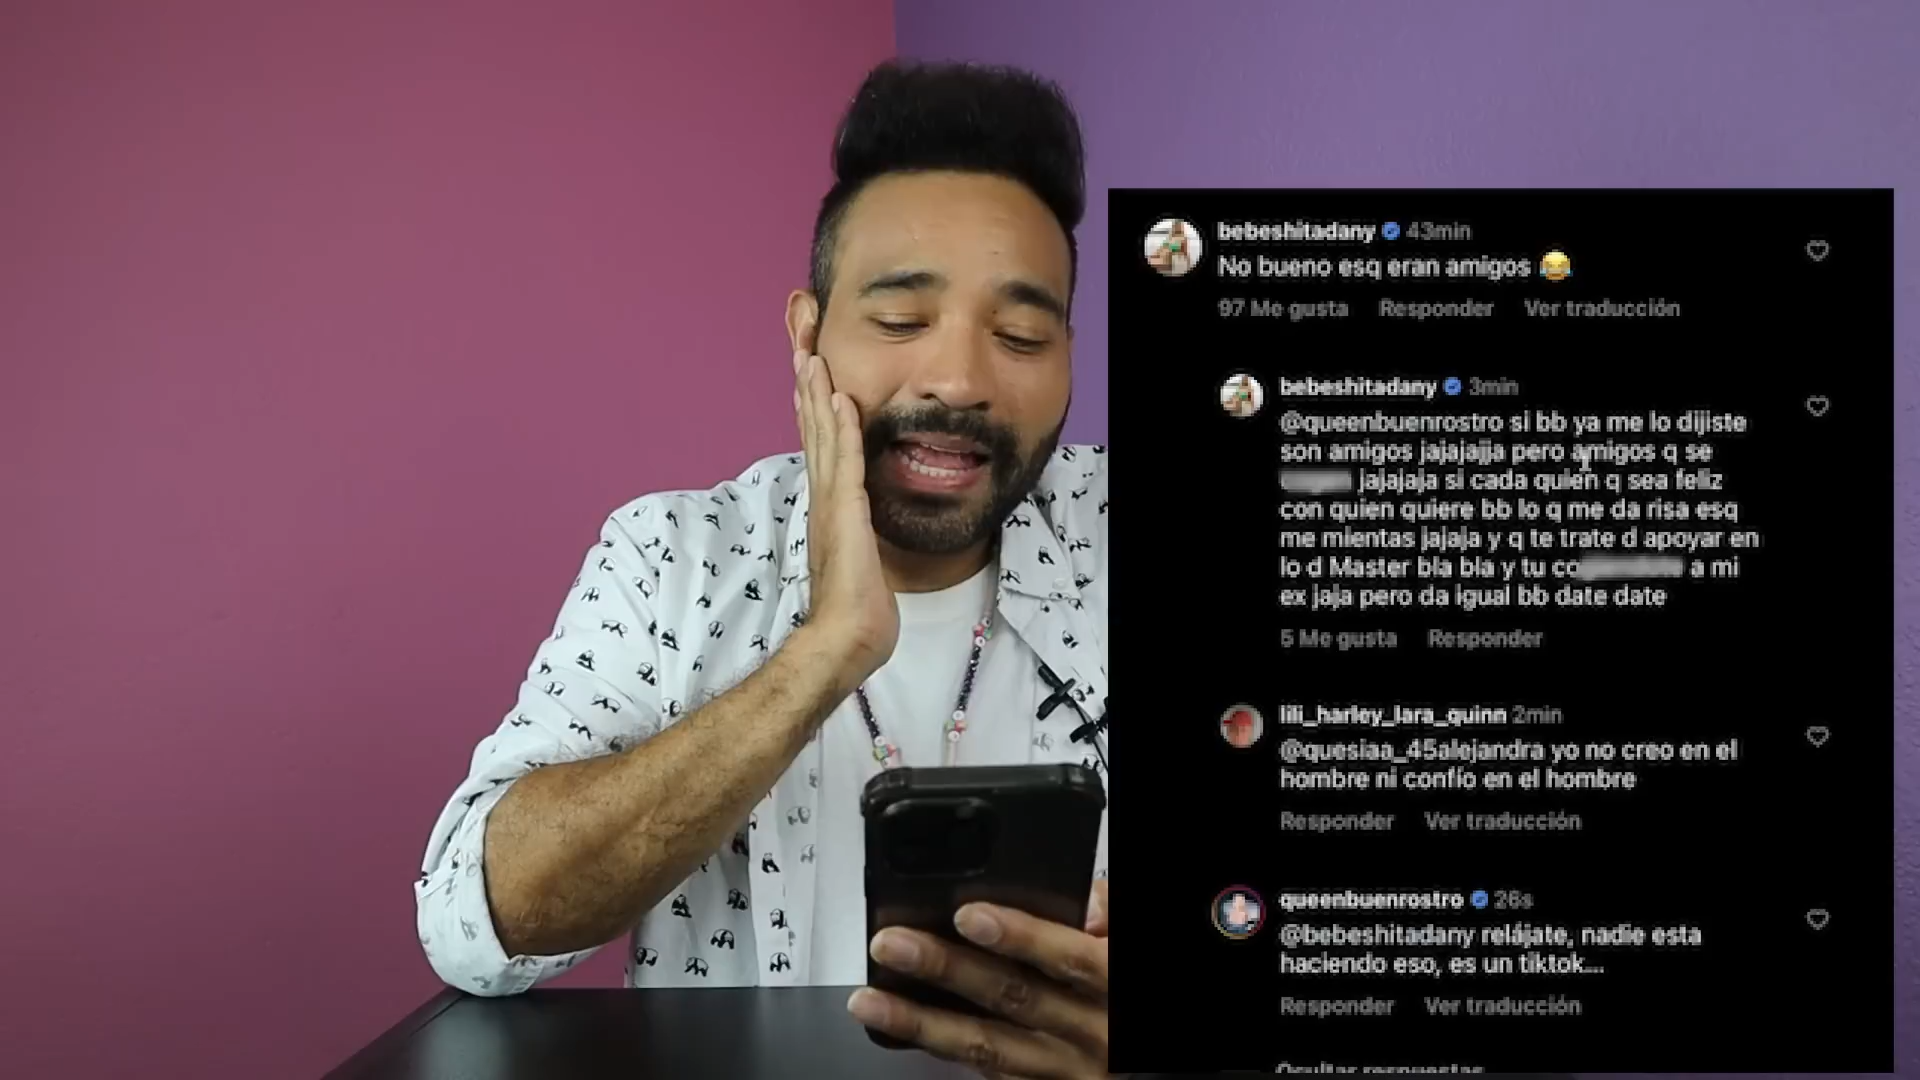 bebeshitadany 43min
No bueno esq eran amigos 😂
97 Me gusta Responder Ver traducción
bebeshitadany 3min
@queenbuenrostro si bb ya me lo dijiste
son amigos jajajajja pero amigos q se
jajajaja si cada quien q sea feliz
con quien quiere bb lo q me da risa esq
me mientas jajaja y q te trate d apoyar en
lo d Master bla bla y tu a mi
ex jaja pero da igual bb date date
5 Me gusta Responder
lili_harley_lara_quinn 2min
@quesiaa_45alejandra yo no creo en el
hombre ni confío en el hombre
Responder Ver traducción
queenbuenrostro 26s
@bebeshitadany relájate, nadie esta
haciendo eso, es un tiktok...
Responder Ver traducción
Ocultar respuestas